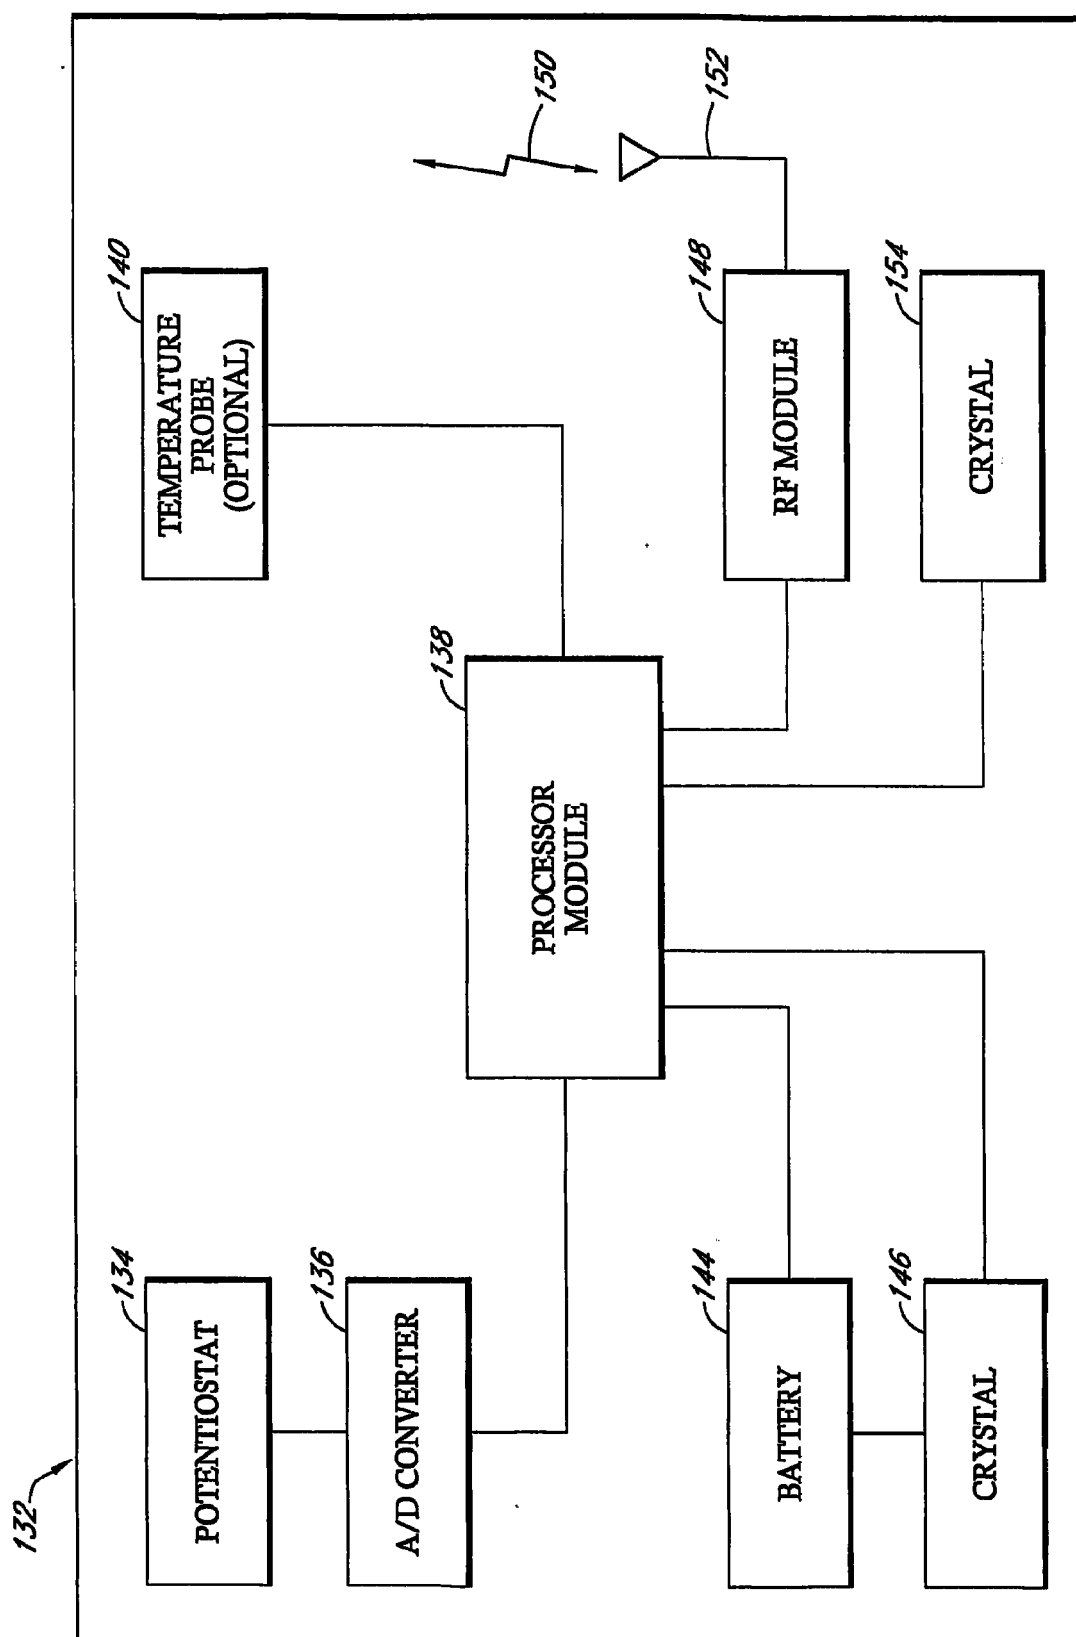 132
134
POTENTIOSTAT
136
A/D CONVERTER
138
PROCESSOR
MODULE
140
TEMPERATURE
PROBE
(OPTIONAL)
144
BATTERY
146
CRYSTAL
148
RF MODULE
150
152
154
CRYSTAL